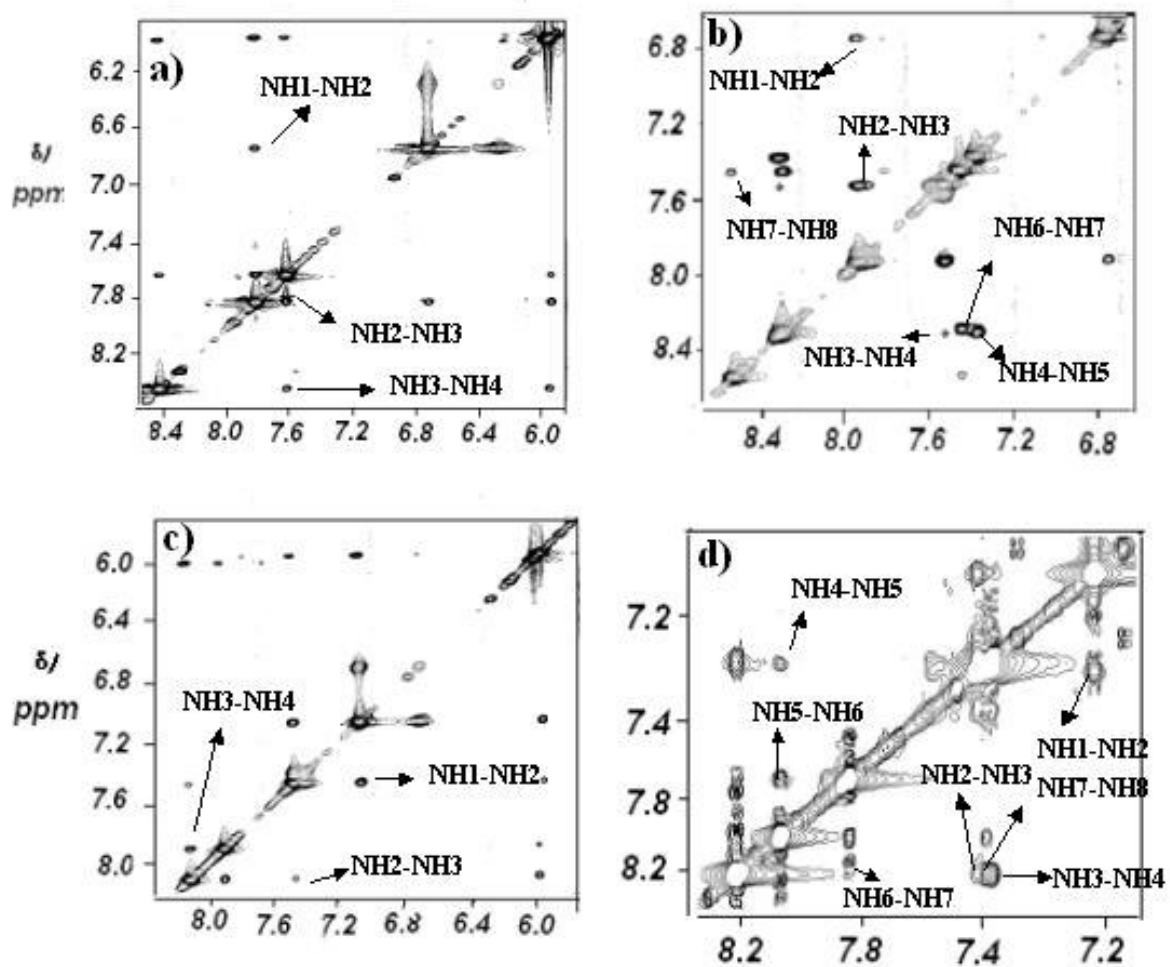 a)
6.2
NH1-NH2
6.6
δ/
ppm
7.0
7.4
7.8
NH2-NH3
8.2
NH3-NH4
8.4 8.0 7.6 7.2 6.8 6.4 6.0
b)
6.8
NH1-NH2
7.2
NH2-NH3
7.6
NH7-NH8
NH6-NH7
8.0
NH3-NH4
8.4
NH4-NH5
8.4 8.0 7.6 7.2 6.8
c)
6.0
6.4
δ/
ppm
6.8
NH3-NH4
7.2
NH1-NH2
7.6
8.0
NH2-NH3
8.0 7.6 7.2 6.8 6.4 6.0
d)
NH4-NH5
7.2
NH5-NH6
7.4
NH1-NH2
NH2-NH3
NH7-NH8
7.8
8.2
NH3-NH4
NH6-NH7
8.2 7.8 7.4 7.2